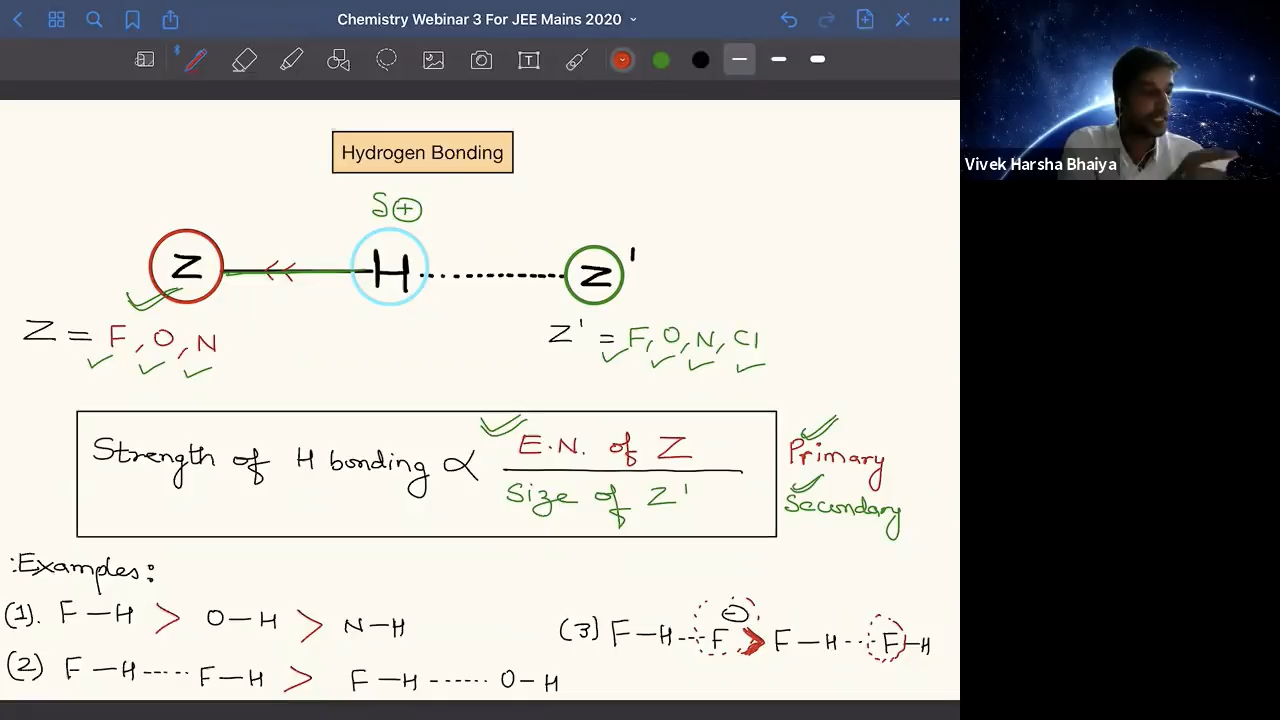 Chemistry Webinar 3 For JEE Mains 2020
T
Vivek Harsha Bhaiya
Hydrogen Bonding
δ⊕
Z H Z'
Z = F, O, N
Z' = F, O, N, Cl
Strength of H bonding ∝ E.N. of Z
Size of Z'
Primary
Secondary
:Examples:
(1). F—H > O—H > N—H
(2) F—H----- F—H > F—H ------ O—H
(3) F—H---F⊖ > F—H----F—H